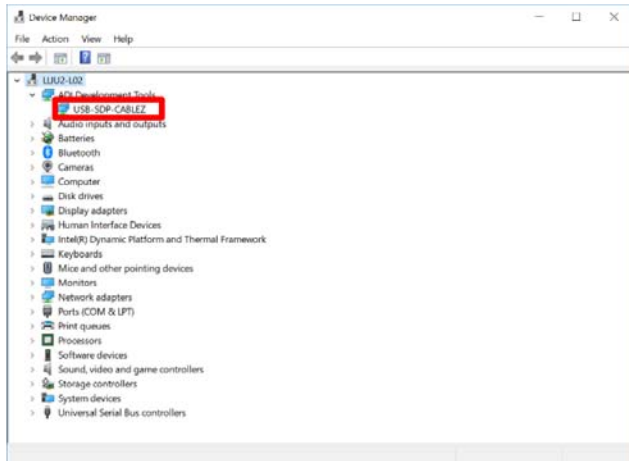 Device Manager
File Action View Help
LUU2-L02
ADI Development Tools
USB-SDP-CABLEZ
Audio inputs and outputs
Batteries
Bluetooth
Cameras
Computer
Disk drives
Display adapters
Human Interface Devices
Intel(R) Dynamic Platform and Thermal Framework
Keyboards
Mice and other pointing devices
Monitors
Network adapters
Ports (COM & LPT)
Print queues
Processors
Software devices
Sound, video and game controllers
Storage controllers
System devices
Universal Serial Bus controllers